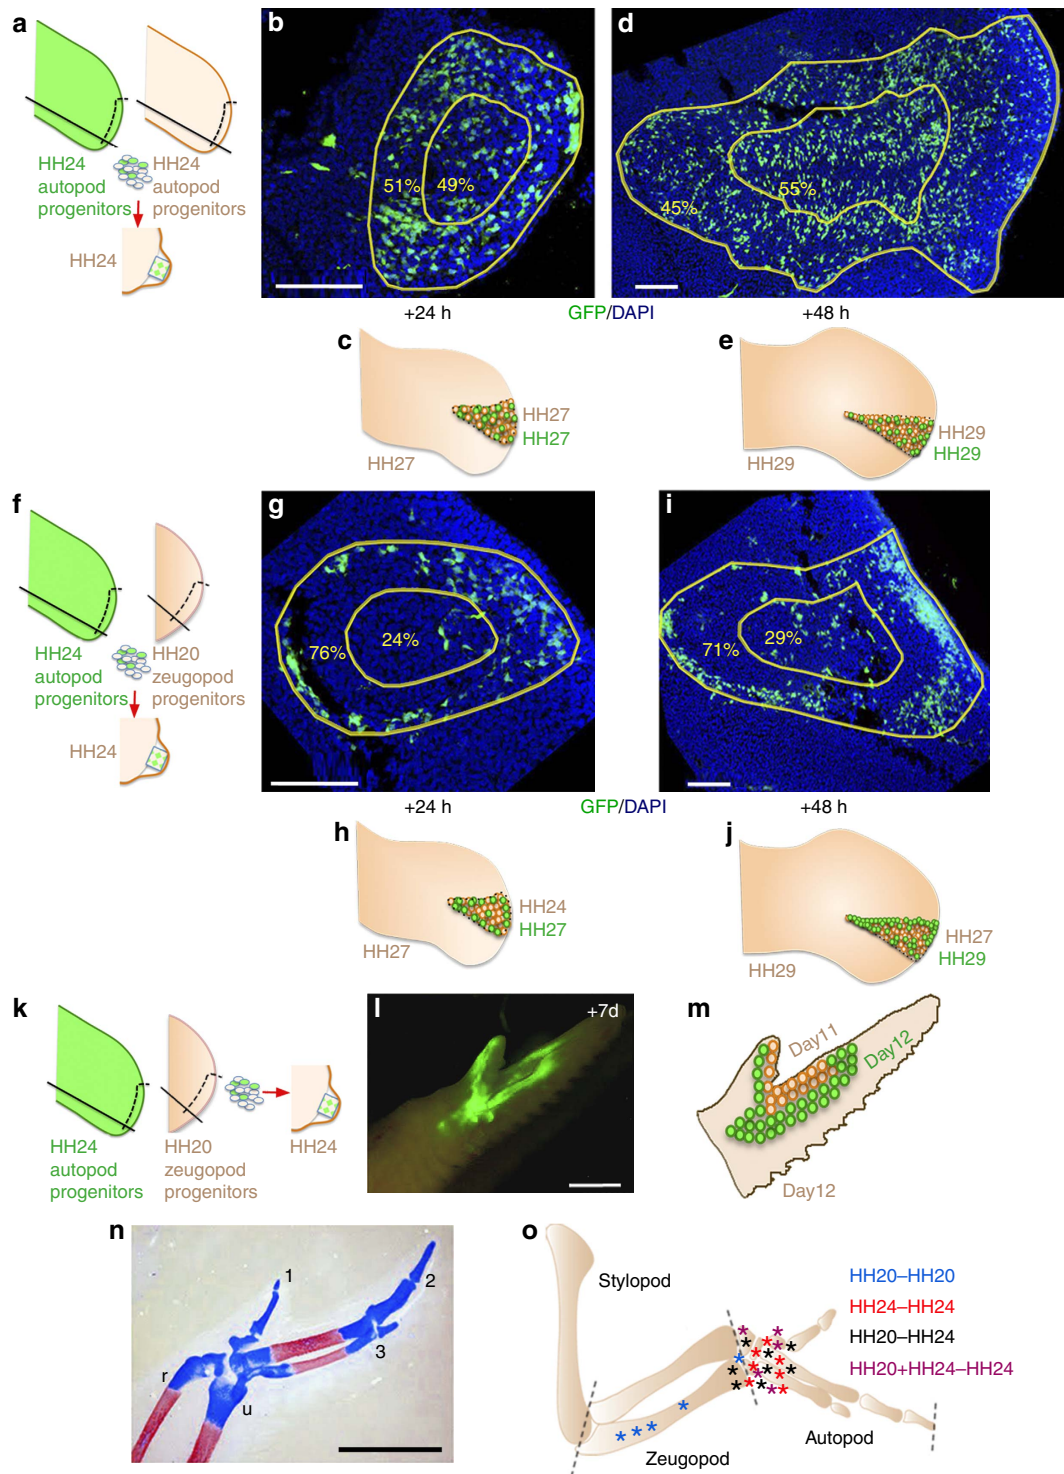 a
b
d
HH24
autopod
progenitors
HH24
autopod
progenitors
HH24
51%
49%
55%
45%
+24 h
GFP/DAPI
+48 h
c
e
HH27
HH27
HH27
HH29
HH29
HH29
f
g
i
HH24
autopod
progenitors
HH20
zeugopod
progenitors
HH24
76%
24%
71%
29%
+24 h
GFP/DAPI
+48 h
h
j
HH24
HH27
HH27
HH27
HH29
HH29
k
l
+7d
m
HH24
autopod
progenitors
HH20
zeugopod
progenitors
HH24
Day11
Day12
Day12
n
1
2
3
r
u
o
Stylopod
HH20–HH20
HH24–HH24
HH20–HH24
HH20+HH24–HH24
Autopod
Zeugopod